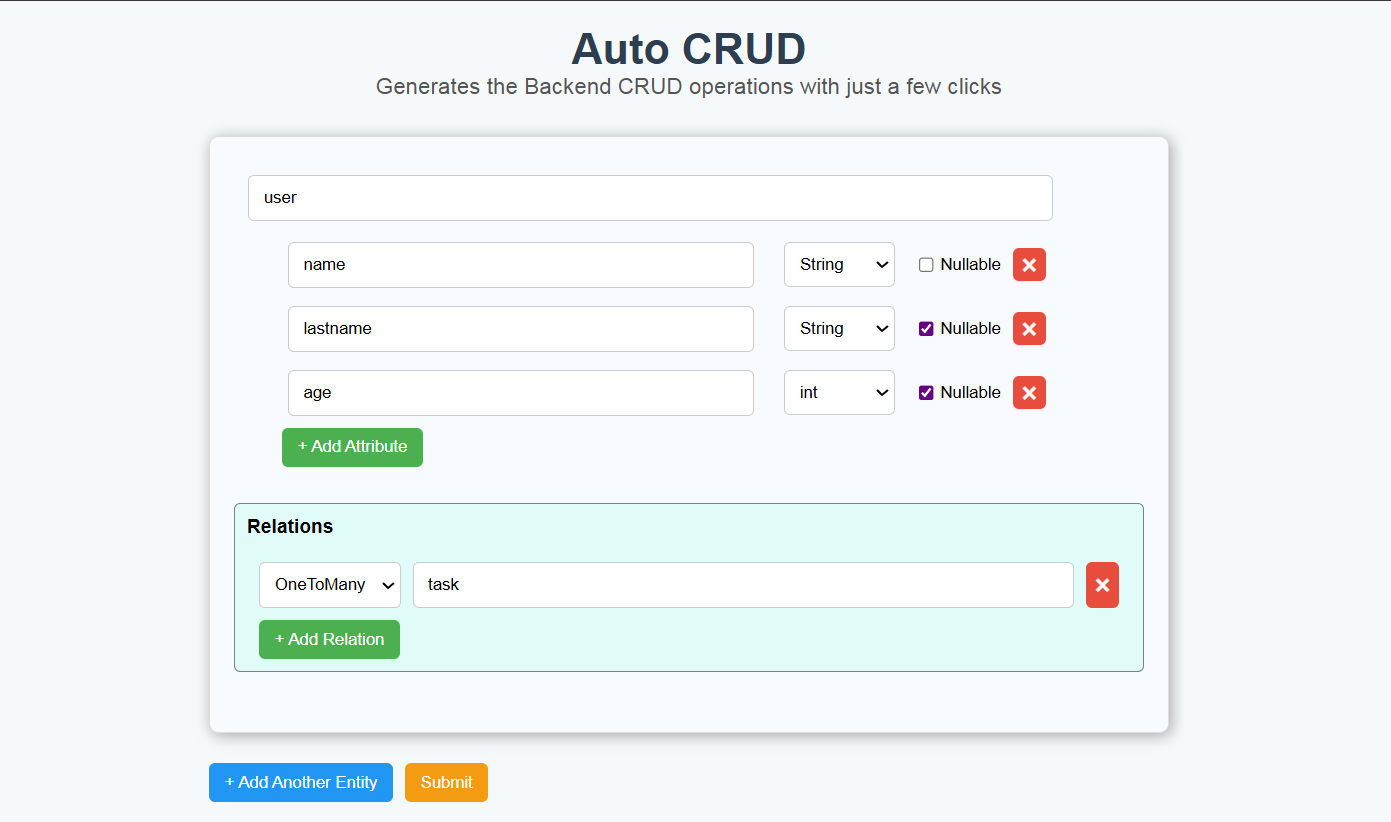 Auto CRUD
Generates the Backend CRUD operations with just a few clicks
user
name String Nullable
lastname String Nullable
age int Nullable
+ Add Attribute
Relations
OneToMany task
+ Add Relation
+ Add Another Entity Submit